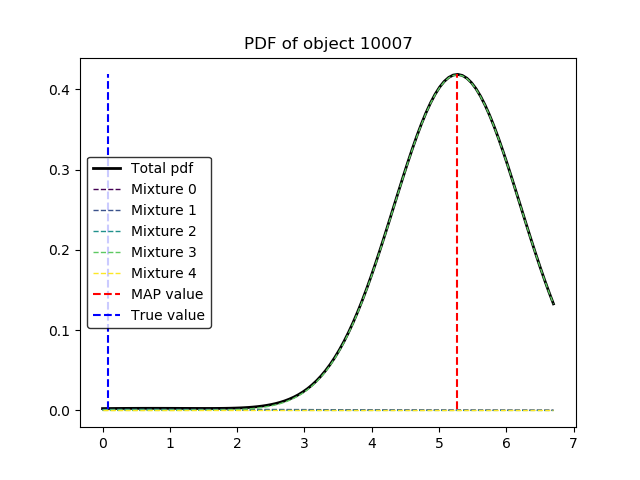 PDF of object 10007
0.4
0.3
0.2
0.1
0.0
Total pdf
Mixture 0
Mixture 1
Mixture 2
Mixture 3
Mixture 4
MAP value
True value
0 1 2 3 4 5 6 7